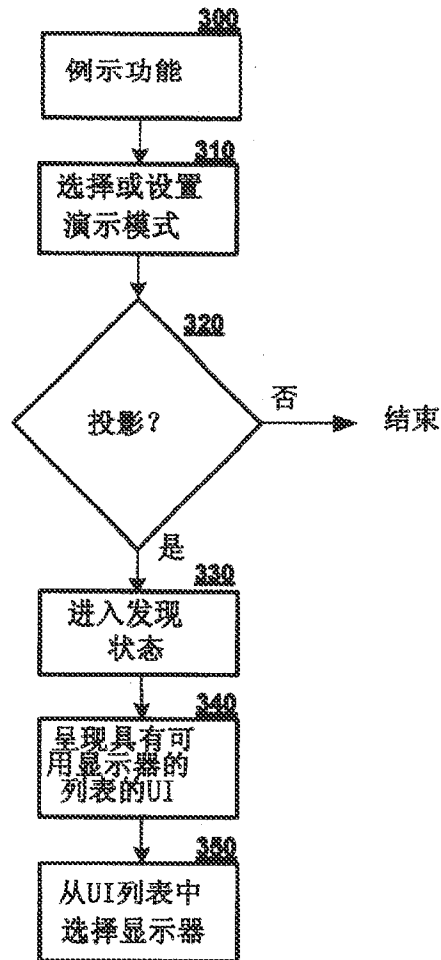 300
例示功能
310
选择或设置
演示模式
320
投影？
否
结束
是
330
进入发现
状态
340
呈现具有可
用显示器的
列表的UI
350
从UI列表中
选择显示器